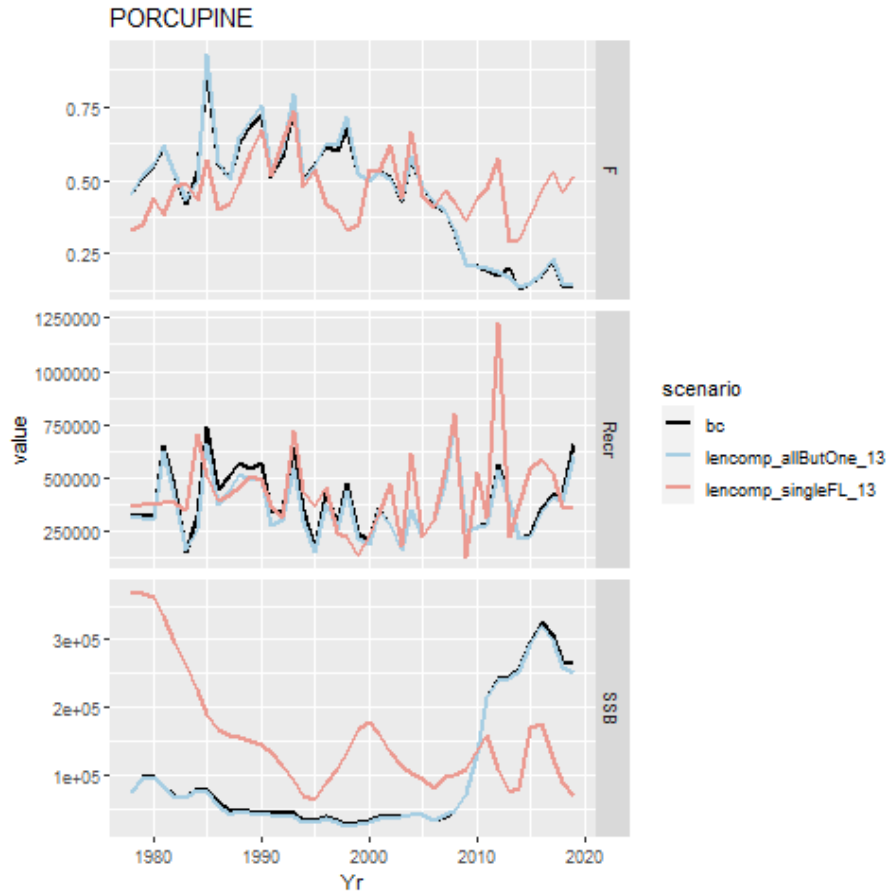 PORCUPINE
0.75
0.50
0.25
F
1250000
1000000
750000
500000
250000
Recr
value
3e+05
2e+05
1e+05
SSB
1980
1990
2000
2010
2020
Yr
scenario
bc
lencomp_allButOne_13
lencomp_singleFL_13